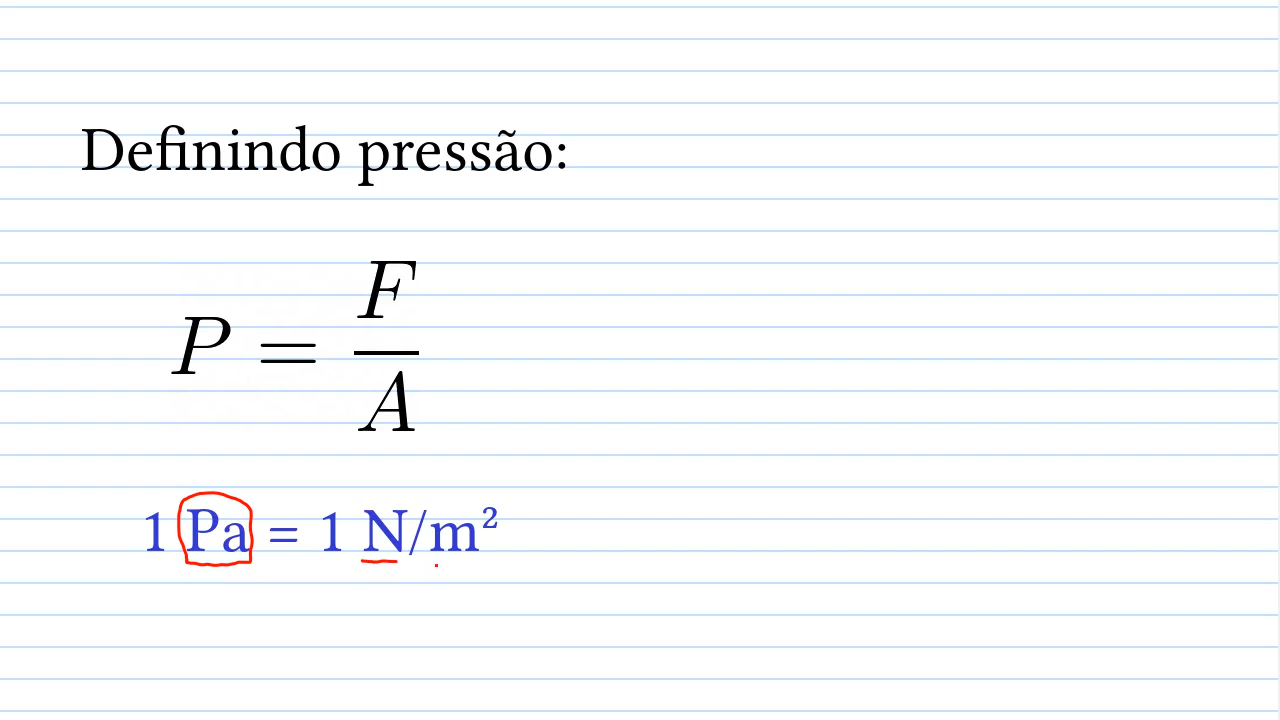 Definindo pressão:
P = F/A
1 Pa = 1 N/m²